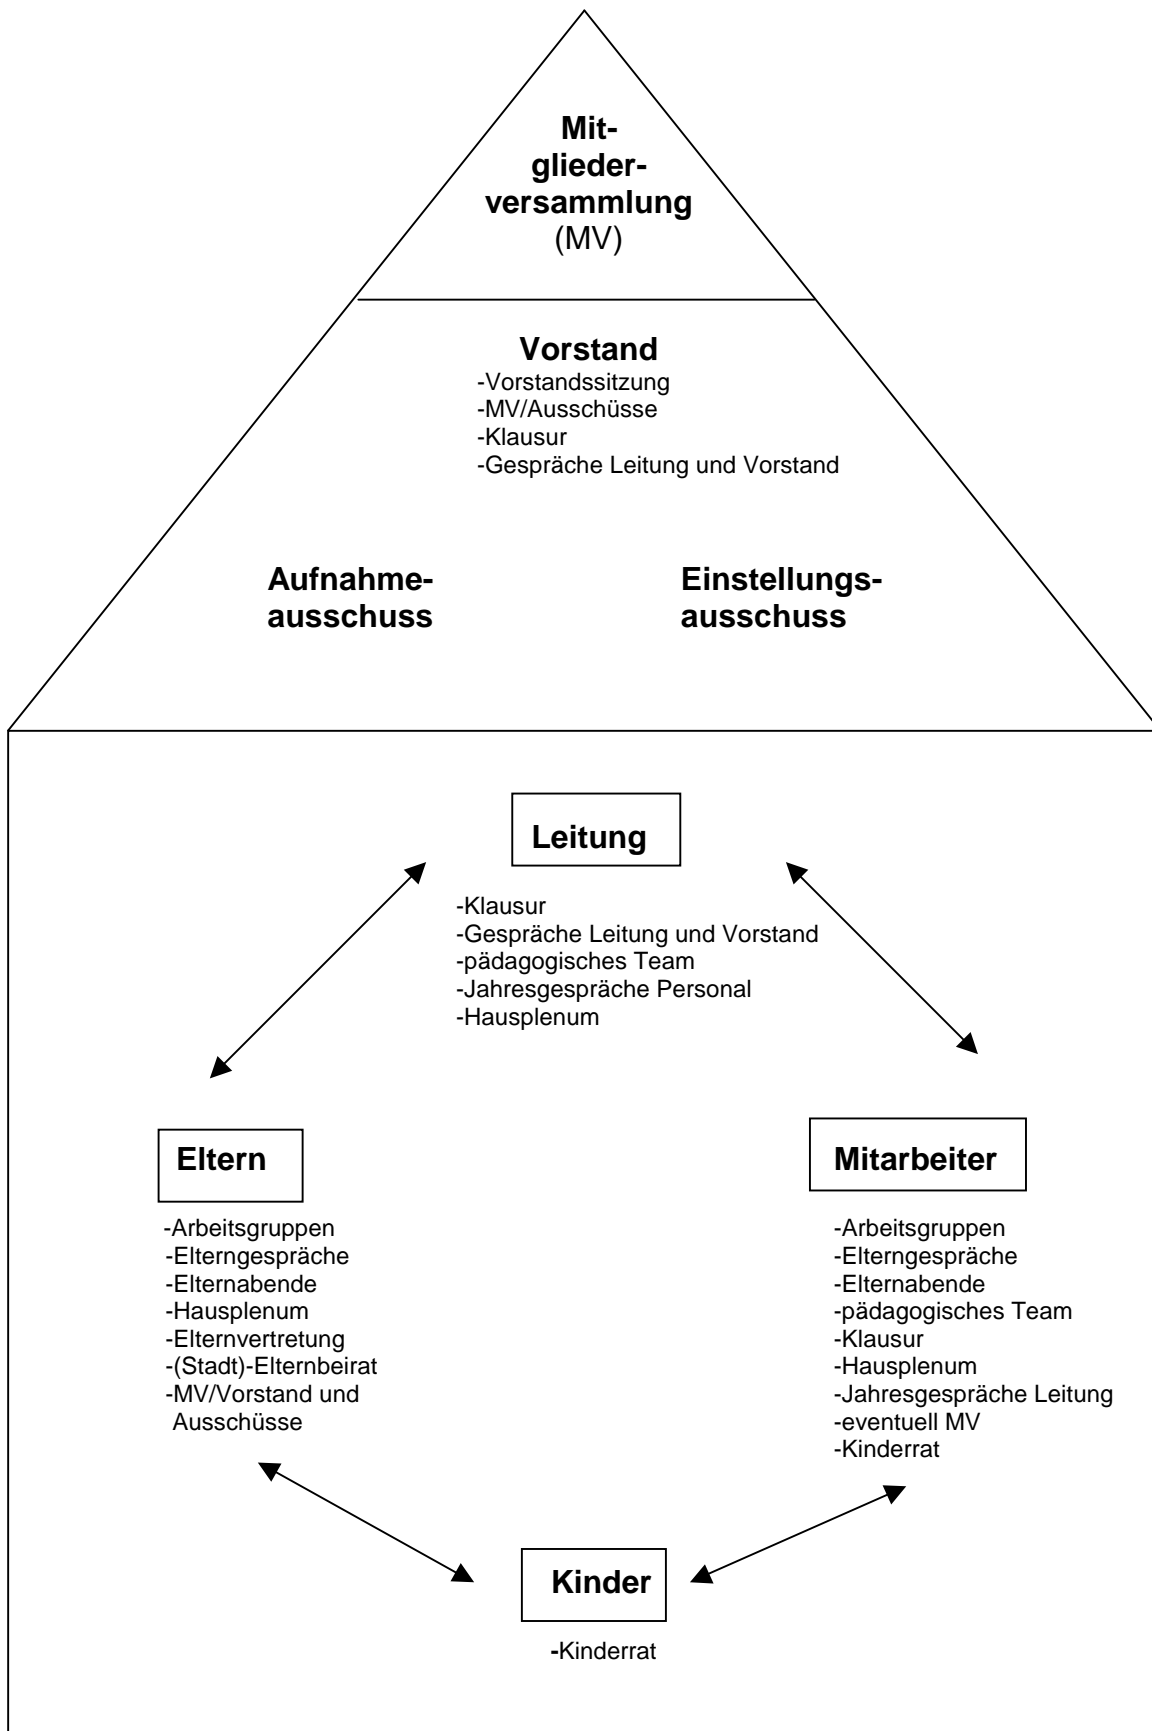 Mit-
glieder-
versammlung
(MV)
Vorstand
-Vorstandssitzung
-MV/Ausschüsse
-Klausur
-Gespräche Leitung und Vorstand
Aufnahme-
ausschuss
Einstellungs-
ausschuss
Leitung
-Klausur
-Gespräche Leitung und Vorstand
-pädagogisches Team
-Jahresgespräche Personal
-Hausplenum
Eltern
-Arbeitsgruppen
-Elterngespräche
-Elternabende
-Hausplenum
-Elternvertretung
-(Stadt)-Elternbeirat
-MV/Vorstand und
Ausschüsse
Mitarbeiter
-Arbeitsgruppen
-Elterngespräche
-Elternabende
-pädagogisches Team
-Klausur
-Hausplenum
-Jahresgespräche Leitung
-eventuell MV
-Kinderrat
Kinder
-Kinderrat